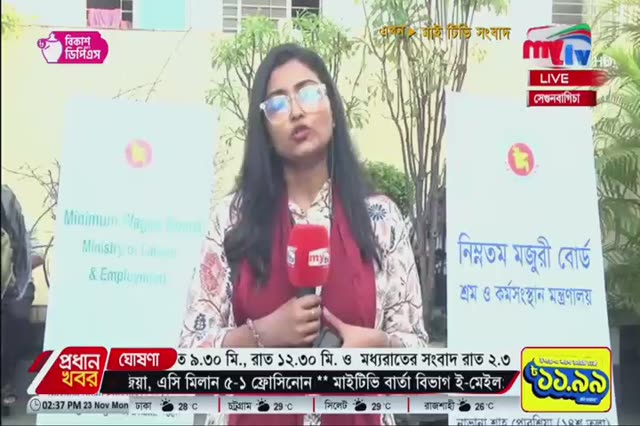 বিকাশ
ডিপিএস
এখন ▶ মাই টিভি সংবাদ
mytv
HD
LIVE
সেগুনবাগিচা
Minimum Wages Board
Ministry of Labour
& Employment
নিম্নতম মজুরী বোর্ড
শ্রম ও কর্মসংস্থান মন্ত্রণালয়
mytv
প্রধান
খবর
ঘোষণা
ত ৯.৩০ মি., রাত ১২.৩০ মি. ও মধ্যরাতের সংবাদ রাত ২.৩
এসি মিলান ৫-১ ফ্রোসিনোন ** মাইটিভি বার্তা বিভাগ ই-মেইল
৳১১.৯৯
02:37 PM 23 Nov Mon
ঢাকা 28°C
চট্টগ্রাম 29°C
সিলেট 29°C
রাজশাহী 26°C